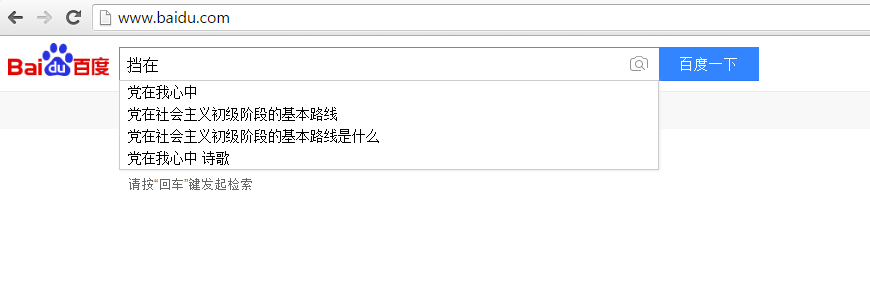 www.baidu.com
Bai du 百度
挡在
百度一下
党在我心中
党在社会主义初级阶段的基本路线
党在社会主义初级阶段的基本路线是什么
党在我心中 诗歌
请按“回车”键发起检索